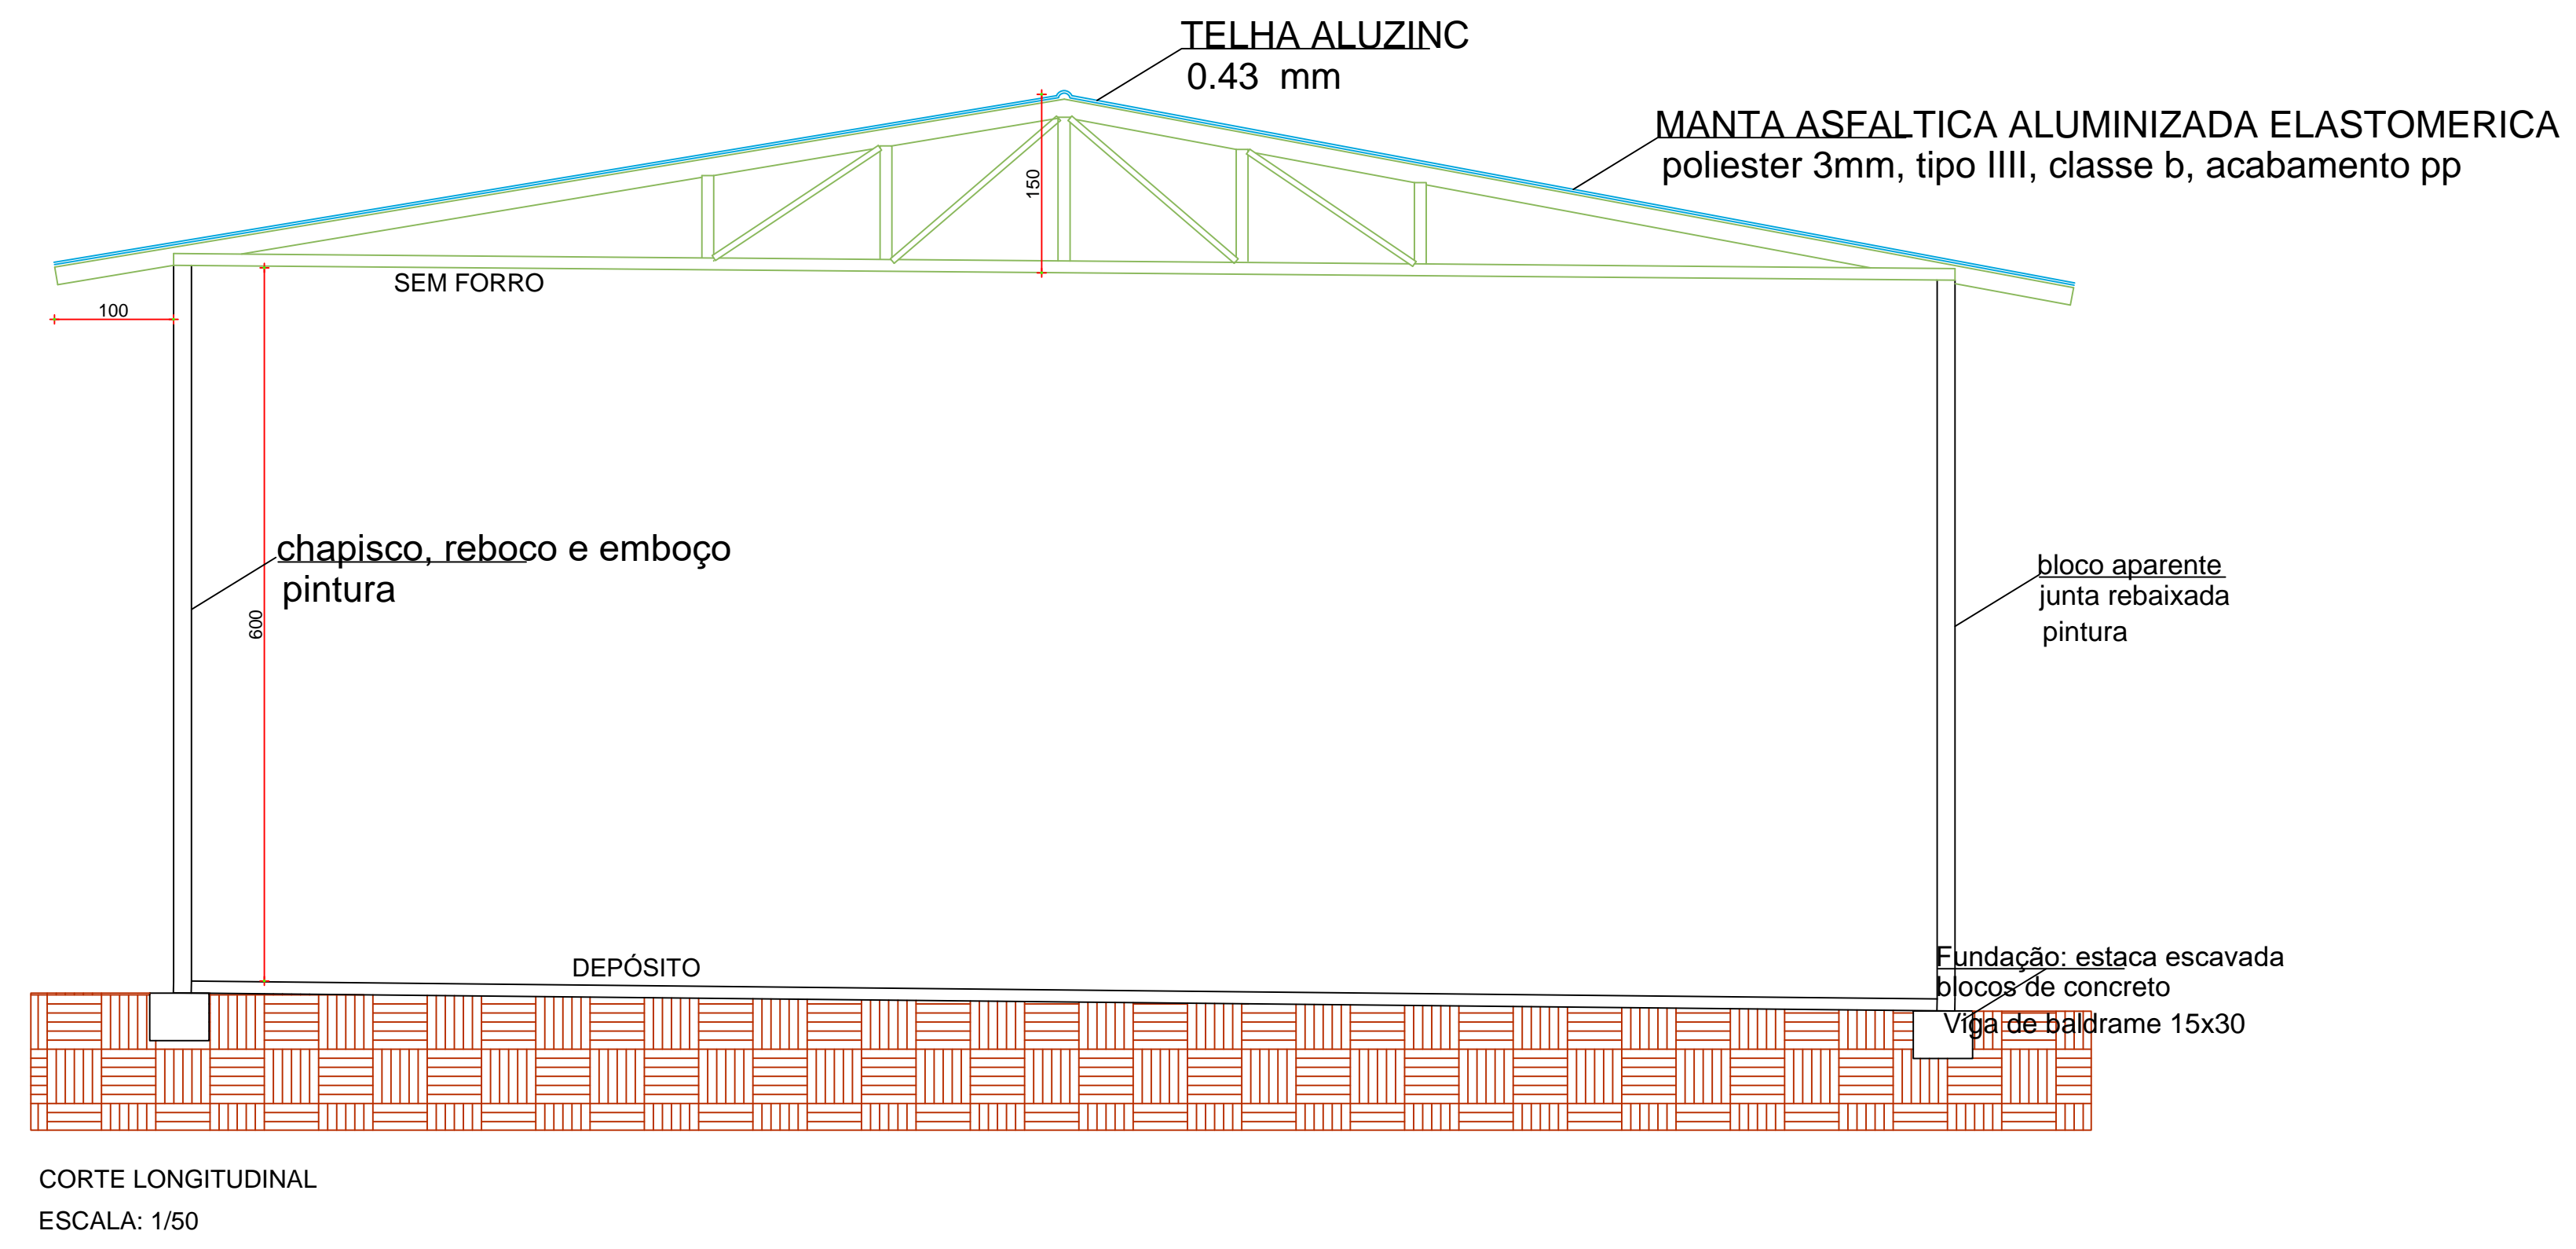 TELHA ALUZINC
0.43 mm
MANTA ASFALTICA ALUMINIZADA ELASTOMERICA
poliester 3mm, tipo IIII, classe b, acabamento pp
150
SEM FORRO
100
chapisco, reboco e emboço
pintura
600
bloco aparente
junta rebaixada
pintura
DEPÓSITO
Fundação: estaca escavada
blocos de concreto
Viga de baldrame 15x30
CORTE LONGITUDINAL
ESCALA: 1/50